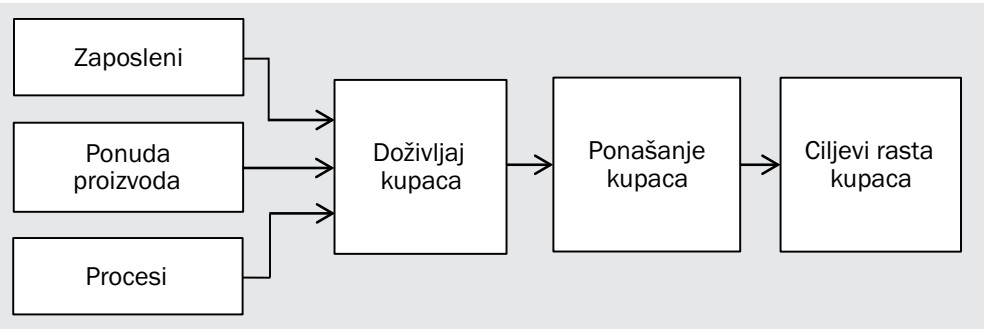 Zaposleni
Ponuda
proizvoda
Procesi
Doživljaj
kupaca
Ponašanje
kupaca
Ciljevi rasta
kupaca